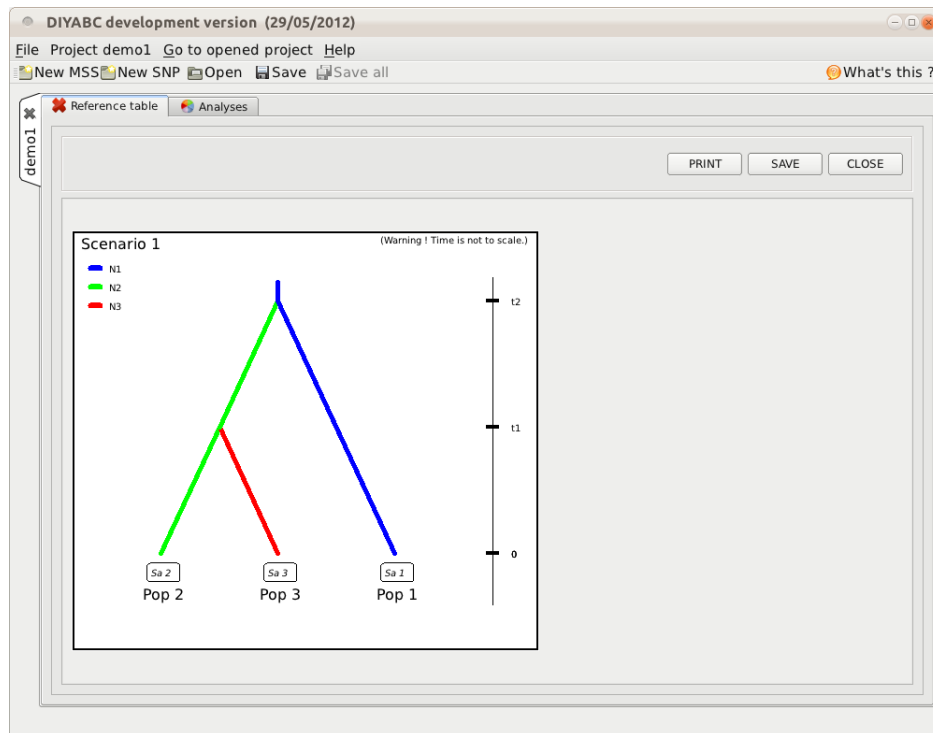 DIYABC development version (29/05/2012)
File Project demo1 Go to opened project Help
New MSS New SNP Open Save Save all What's this ?
demo1
Reference table Analyses
PRINT SAVE CLOSE
Scenario 1 (Warning ! Time is not to scale.)
N1
N2
N3
t2
t1
0
Sa 2 Sa 3 Sa 1
Pop 2 Pop 3 Pop 1